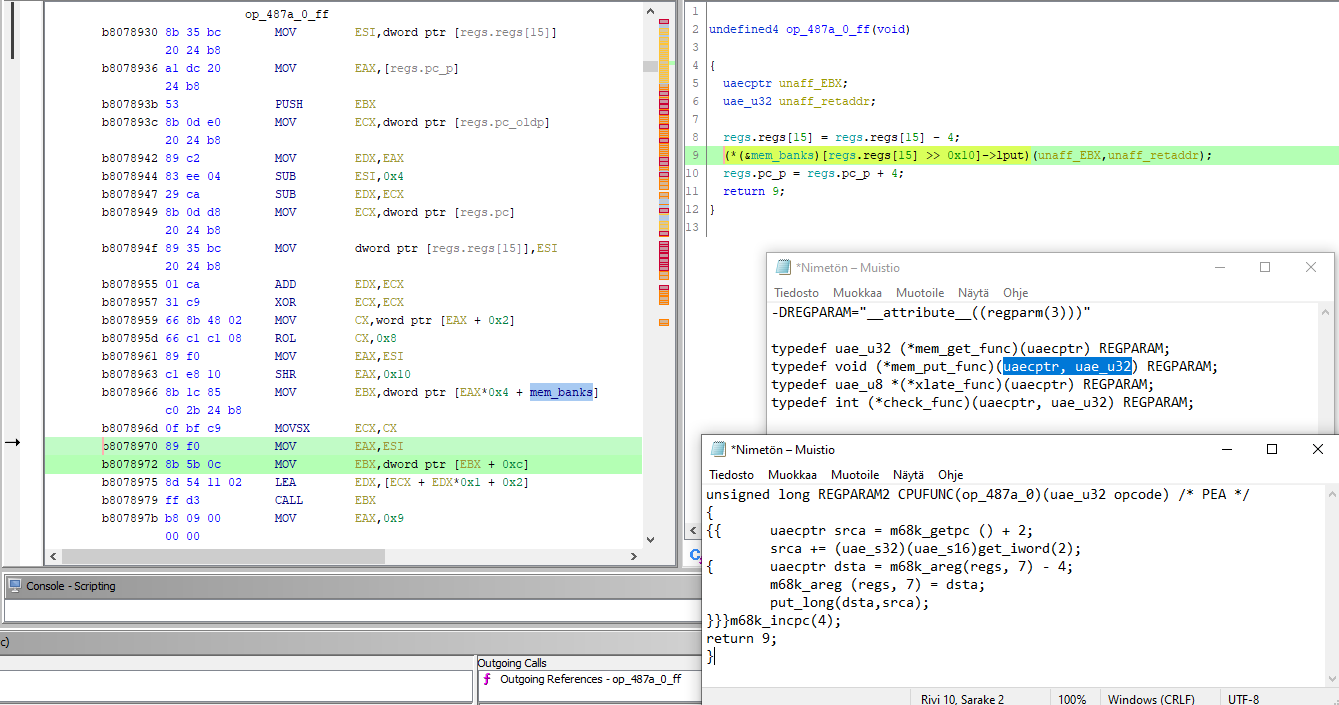 op_487a_0_ff
b8078930 8b 35 bc MOV ESI,dword ptr [regs.regs[15]]
20 24 b8
b8078936 a1 dc 20 MOV EAX,[regs.pc_p]
24 b8
b807893b 53 PUSH EBX
b807893c 8b 0d e0 MOV ECX,dword ptr [regs.pc_oldp]
20 24 b8
b8078942 89 c2 MOV EDX,EAX
b8078944 83 ee 04 SUB ESI,0x4
b8078947 29 ca SUB EDX,ECX
b8078949 8b 0d d8 MOV ECX,dword ptr [regs.pc]
20 24 b8
b807894f 89 35 bc MOV dword ptr [regs.regs[15]],ESI
20 24 b8
b8078955 01 ca ADD EDX,ECX
b8078957 31 c9 XOR ECX,ECX
b8078959 66 8b 48 02 MOV CX,word ptr [EAX + 0x2]
b807895d 66 c1 c1 08 ROL CX,0x8
b8078961 89 f0 MOV EAX,ESI
b8078963 c1 e8 10 SHR EAX,0x10
b8078966 8b 1c 85 MOV EBX,dword ptr [EAX*0x4 + mem_banks]
c0 2b 24 b8
b807896d 0f bf c9 MOVSX ECX,CX
b8078970 89 f0 MOV EAX,ESI
b8078972 8b 5b 0c MOV EBX,dword ptr [EBX + 0xc]
b8078975 8d 54 11 02 LEA EDX,[ECX + EDX*0x1 + 0x2]
b8078979 ff d3 CALL EBX
b807897b b8 09 00 MOV EAX,0x9
00 00
1
2 undefined4 op_487a_0_ff(void)
3
4 {
5 uaecptr unaff_EBX;
6 uae_u32 unaff_retaddr;
7
8 regs.regs[15] = regs.regs[15] - 4;
9 (*(&mem_banks)[regs.regs[15] >> 0x10]->lput)(unaff_EBX,unaff_retaddr);
10 regs.pc_p = regs.pc_p + 4;
11 return 9;
12 }
13
*Nimetön – Muistio
Tiedosto Muokkaa Muotoile Näytä Ohje
-DREGPARAM="__attribute__((regparm(3)))"
typedef uae_u32 (*mem_get_func)(uaecptr) REGPARAM;
typedef void (*mem_put_func)(uaecptr, uae_u32) REGPARAM;
typedef uae_u8 *(*xlate_func)(uaecptr) REGPARAM;
typedef int (*check_func)(uaecptr, uae_u32) REGPARAM;
*Nimetön – Muistio
Tiedosto Muokkaa Muotoile Näytä Ohje
unsigned long REGPARAM2 CPUFUNC(op_487a_0)(uae_u32 opcode) /* PEA */
{
{{ uaecptr srca = m68k_getpc () + 2;
srca += (uae_s32)(uae_s16)get_iword(2);
{ uaecptr dsta = m68k_areg(regs, 7) - 4;
m68k_areg (regs, 7) = dsta;
put_long(dsta,srca);
}}}m68k_incpc(4);
return 9;
}
Rivi 10, Sarake 2 100% Windows (CRLF) UTF-8
Console - Scripting
c)
Outgoing Calls
Outgoing References - op_487a_0_ff